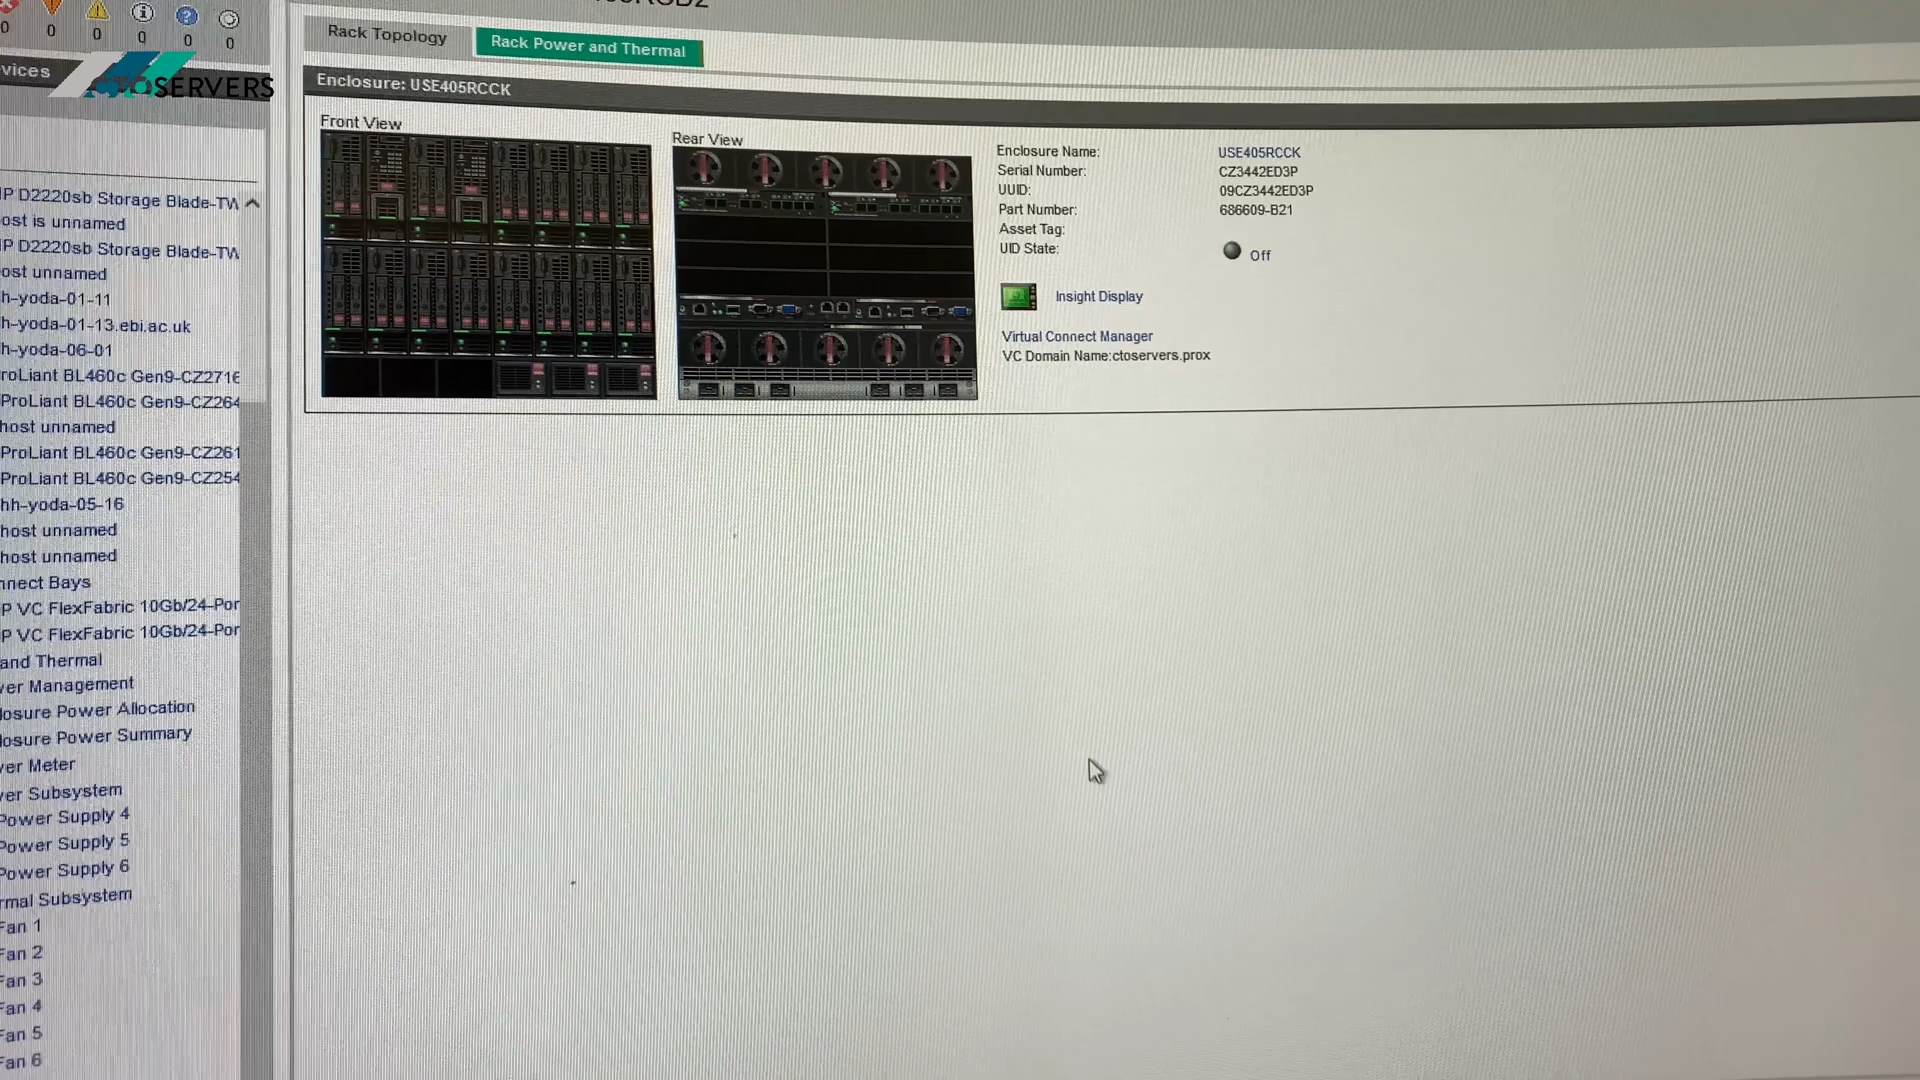 0 0 0 0 0 0
vices
CTOSERVERS
Rack Topology
Rack Power and Thermal
Enclosure: USE405RCCK
Front View
Rear View
Enclosure Name: USE405RCCK
Serial Number: CZ3442ED3P
UUID: 09CZ3442ED3P
Part Number: 686609-B21
Asset Tag:
UID State: Off
Insight Display
Virtual Connect Manager
VC Domain Name:ctoservers.prox
IP D2220sb Storage Blade-TW
ost is unnamed
IP D2220sb Storage Blade-TW
ost unnamed
h-yoda-01-11
h-yoda-01-13.ebi.ac.uk
h-yoda-06-01
roLiant BL460c Gen9-CZ2716
ProLiant BL460c Gen9-CZ264
host unnamed
ProLiant BL460c Gen9-CZ261
ProLiant BL460c Gen9-CZ254
hh-yoda-05-16
host unnamed
host unnamed
nnect Bays
P VC FlexFabric 10Gb/24-Por
P VC FlexFabric 10Gb/24-Por
and Thermal
ver Management
losure Power Allocation
losure Power Summary
ver Meter
ver Subsystem
Power Supply 4
Power Supply 5
Power Supply 6
rmal Subsystem
Fan 1
Fan 2
Fan 3
Fan 4
Fan 5
Fan 6